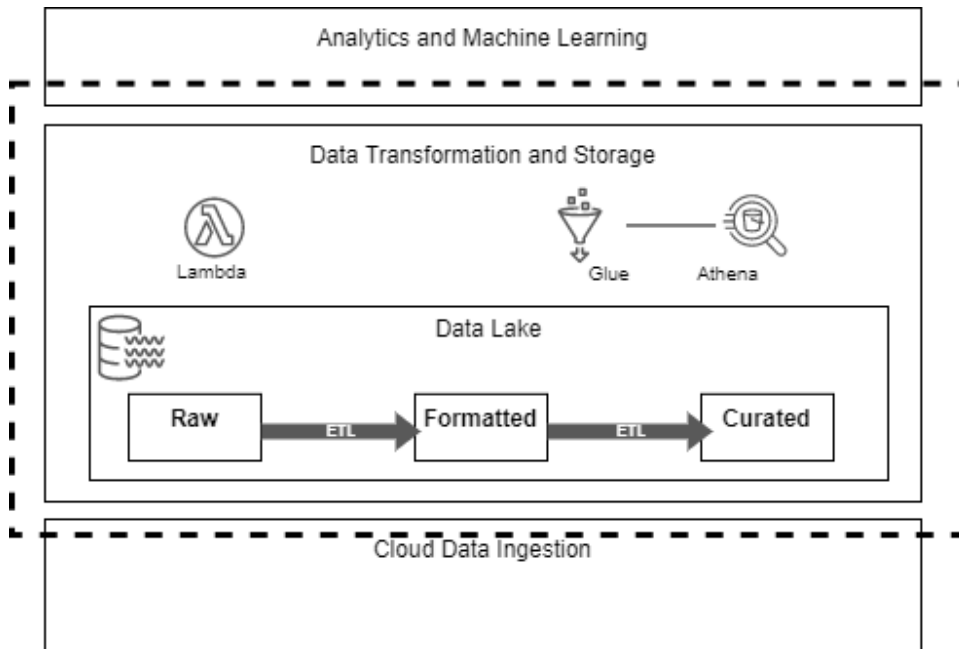 Analytics and Machine Learning
Data Transformation and Storage
Lambda
Glue
Athena
Data Lake
Raw
ETL
Formatted
ETL
Curated
Cloud Data Ingestion